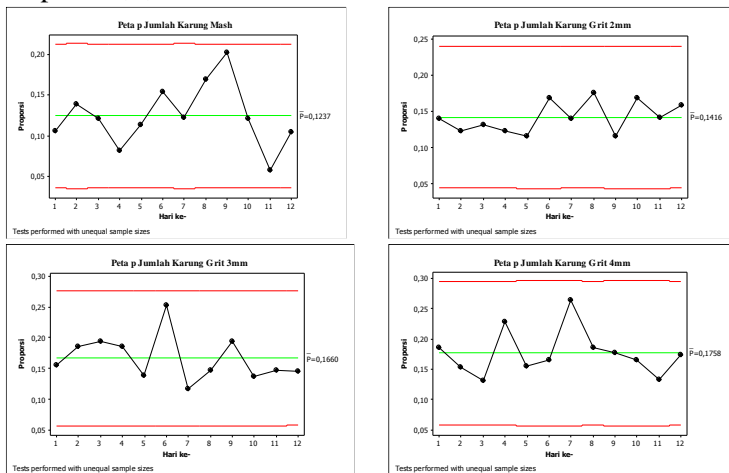 Peta p Jumlah Karung Mash
Proporsi
0,20
0,15
0,10
0,05
P=0,1237
1 2 3 4 5 6 7 8 9 10 11 12
Hari ke-
Tests performed with unequal sample sizes
Peta p Jumlah Karung Grit 2mm
Proporsi
0,25
0,20
0,15
0,10
0,05
P=0,1416
1 2 3 4 5 6 7 8 9 10 11 12
Hari ke-
Tests performed with unequal sample sizes
Peta p Jumlah Karung Grit 3mm
Proporsi
0,30
0,25
0,20
0,15
0,10
0,05
P=0,1660
1 2 3 4 5 6 7 8 9 10 11 12
Hari ke-
Tests performed with unequal sample sizes
Peta p Jumlah Karung Grit 4mm
Proporsi
0,30
0,25
0,20
0,15
0,10
0,05
P=0,1758
1 2 3 4 5 6 7 8 9 10 11 12
Hari ke-
Tests performed with unequal sample sizes